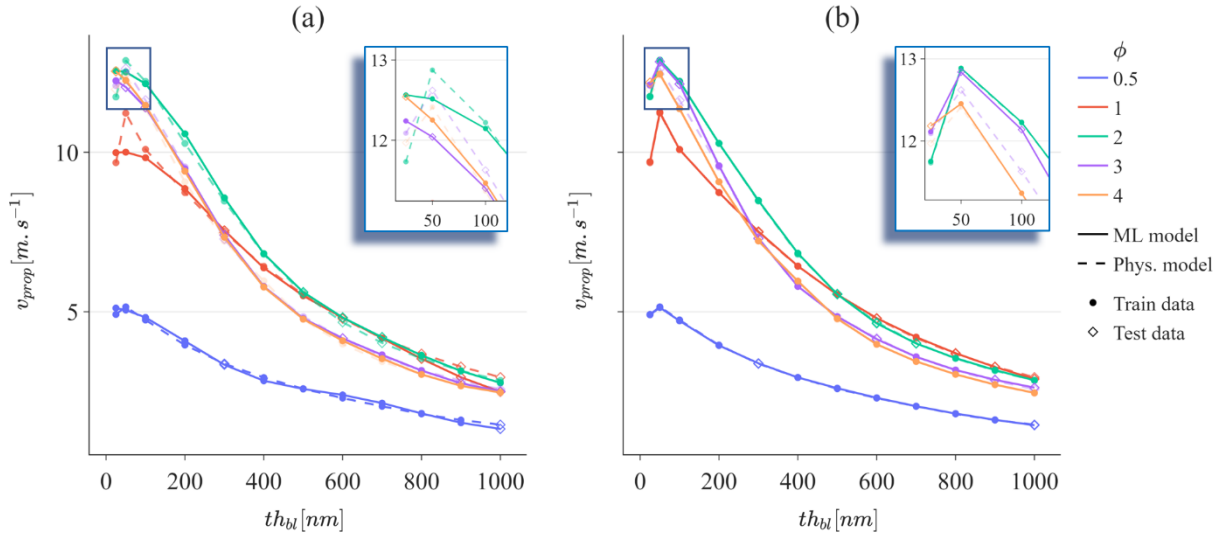 (a)
(b)
13
12
50
100
10
5
v_prop [m.s⁻¹]
0
200
400
600
800
1000
th_bl [nm]
13
12
50
100
v_prop [m.s⁻¹]
0
200
400
600
800
1000
th_bl [nm]
ϕ
0.5
1
2
3
4
ML model
Phys. model
Train data
Test data